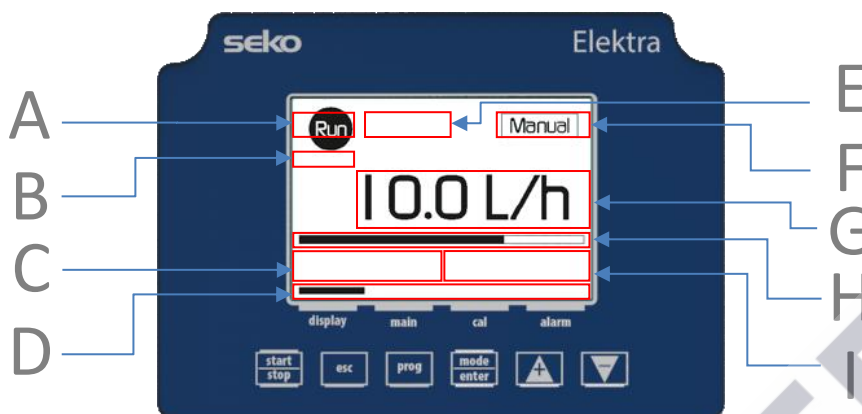 seko Elektra
A Run Manual E
B F
10.0 L/h G
C H
D I
display main cal alarm
start stop esc prog mode enter + -